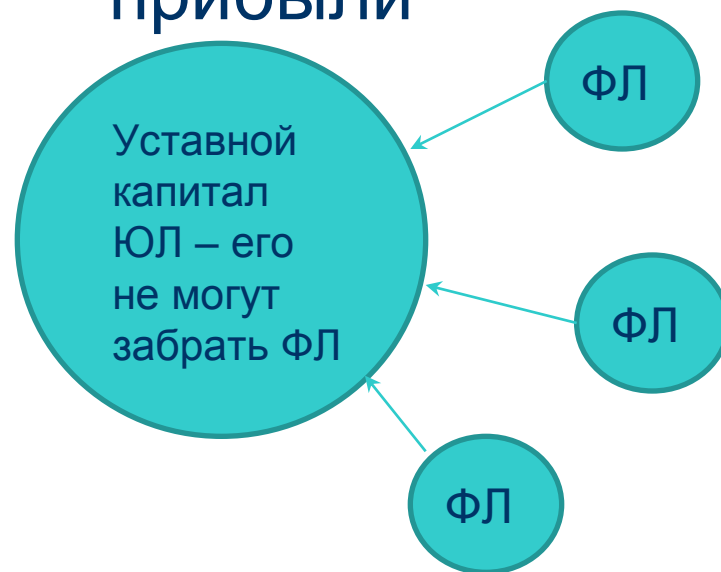 прибыли
ФЛ
Уставной
капитал
ЮЛ – его
не могут
забрать ФЛ
ФЛ
ФЛ